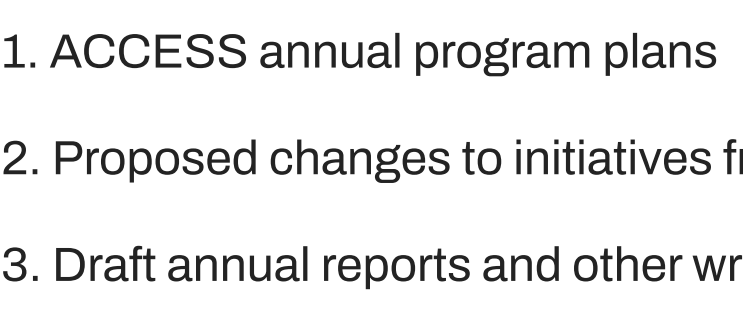 1. ACCESS annual program plans
2. Proposed changes to initiatives
3. Draft annual reports and other